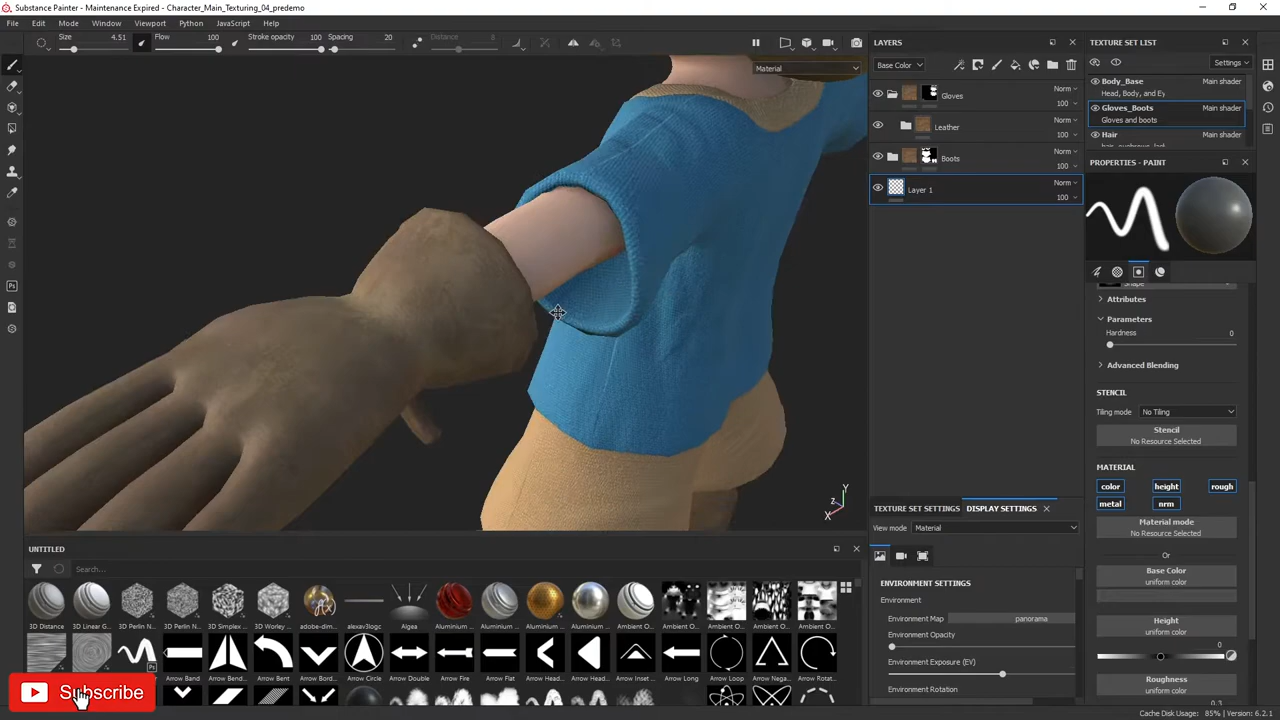 Substance Painter - Maintenance Expired - Character_Main_Texturing_04_predemo
File Edit Mode Window Viewport Python JavaScript Help
Size 4.51 Flow 100 Stroke opacity 100 Spacing 20 Distance 8
Material
LAYERS
Base Color
Gloves Norm 100
Leather Norm 100
Boots Norm 100
Layer 1 Norm 100
TEXTURE SET LIST
Settings
Body_Base Main shader
Head, Body, and Ey
Gloves_Boots Main shader
Gloves and boots
Hair Main shader
PROPERTIES - PAINT
Shape
Attributes
Parameters
Hardness 0
Advanced Blending
STENCIL
Tiling mode No Tiling
Stencil
No Resource Selected
MATERIAL
color height rough
metal nrm
Material mode
No Resource Selected
Or
Base Color
uniform color
Height
uniform color
0
Roughness
uniform color
0.3
TEXTURE SET SETTINGS DISPLAY SETTINGS
View mode Material
ENVIRONMENT SETTINGS
Environment
Environment Map panorama
Environment Opacity
Environment Exposure (EV)
Environment Rotation
Y
Z
X
UNTITLED
Search...
3D Distance 3D Linear G... 3D Perlin N... 3D Perlin N... 3D Simplex ... 3D Worley ... adobe-dim... alexav3logc Algea Aluminium ... Aluminium ... Aluminium ... Aluminium ... Ambient O... Ambient O... Ambient O... Ambient O... Ambient O...
Arrow Band Arrow Bend Arrow Bow Arrow Circle Arrow Double Arrow Fire Arrow Flat Arrow Head... Arrow Head... Arrow Inset ... Arrow Long Arrow Loop Arrow Nega... Arrow Rotat...
Subscribe
Cache Disk Usage: 85% | Version: 6.2.1